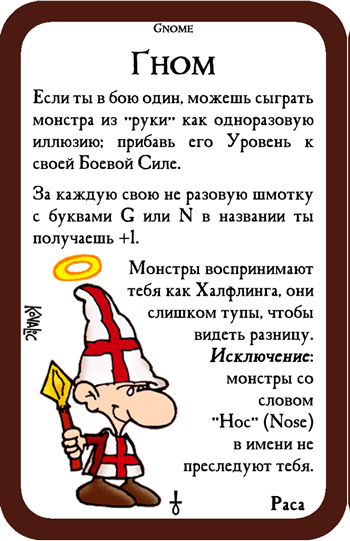 Gnome
Гном
Если ты в бою один, можешь сыграть
монстра из "руки" как одноразовую
иллюзию; прибавь его Уровень к
своей Боевой Силе.
За каждую свою не разовую шмотку
с буквами G или N в названии ты
получаешь +1.
Монстры воспринимают
тебя как Халфлинга, они
слишком тупы, чтобы
видеть разницу.
Исключение:
монстры со
словом
"Нос" (Nose)
в имени не
преследуют тебя.
Kovalic
Раса